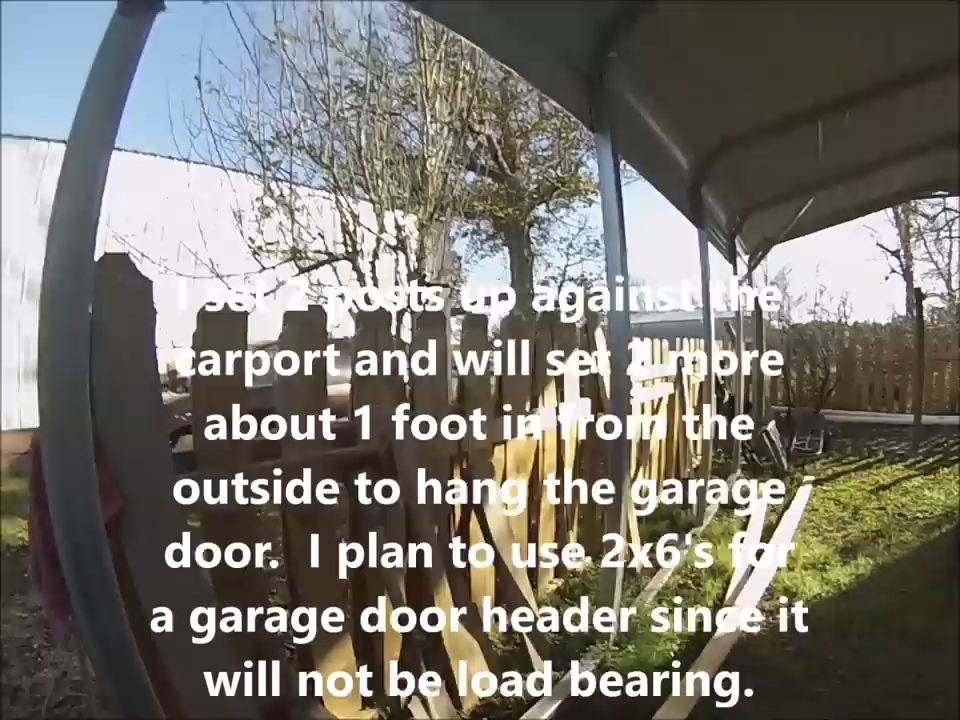 I set 2 posts up against the
carport and will set 2 more
about 1 foot in from the
outside to hang the garage
door.  I plan to use 2x6's for
a garage door header since it
will not be load bearing.